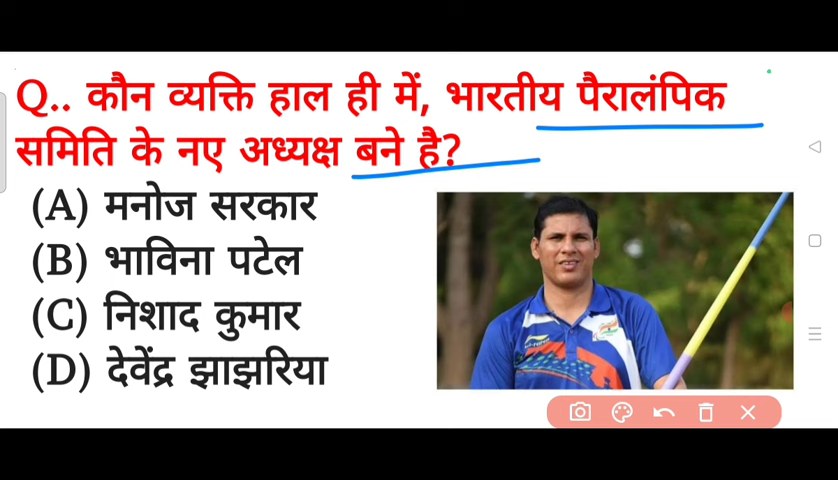 Q.. कौन व्यक्ति हाल ही में, भारतीय पैरालंपिक
समिति के नए अध्यक्ष बने है?
(A) मनोज सरकार
(B) भाविना पटेल
(C) निशाद कुमार
(D) देवेंद्र झाझरिया